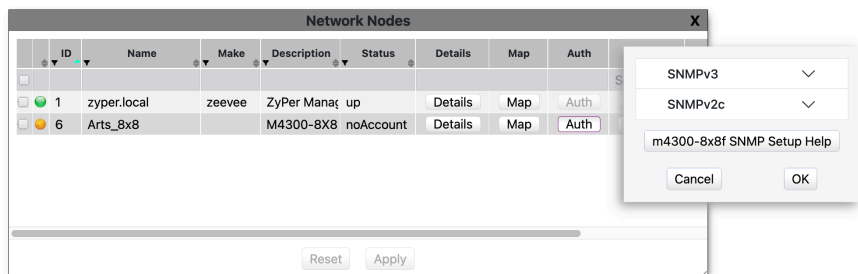 Network Nodes X
ID Name Make Description Status Details Map Auth
S
1 zyper.local zeevee ZyPer Manag up Details Map Auth
6 Arts_8x8 M4300-8X8 noAccount Details Map Auth
Reset Apply
SNMPv3
SNMPv2c
m4300-8x8f SNMP Setup Help
Cancel OK